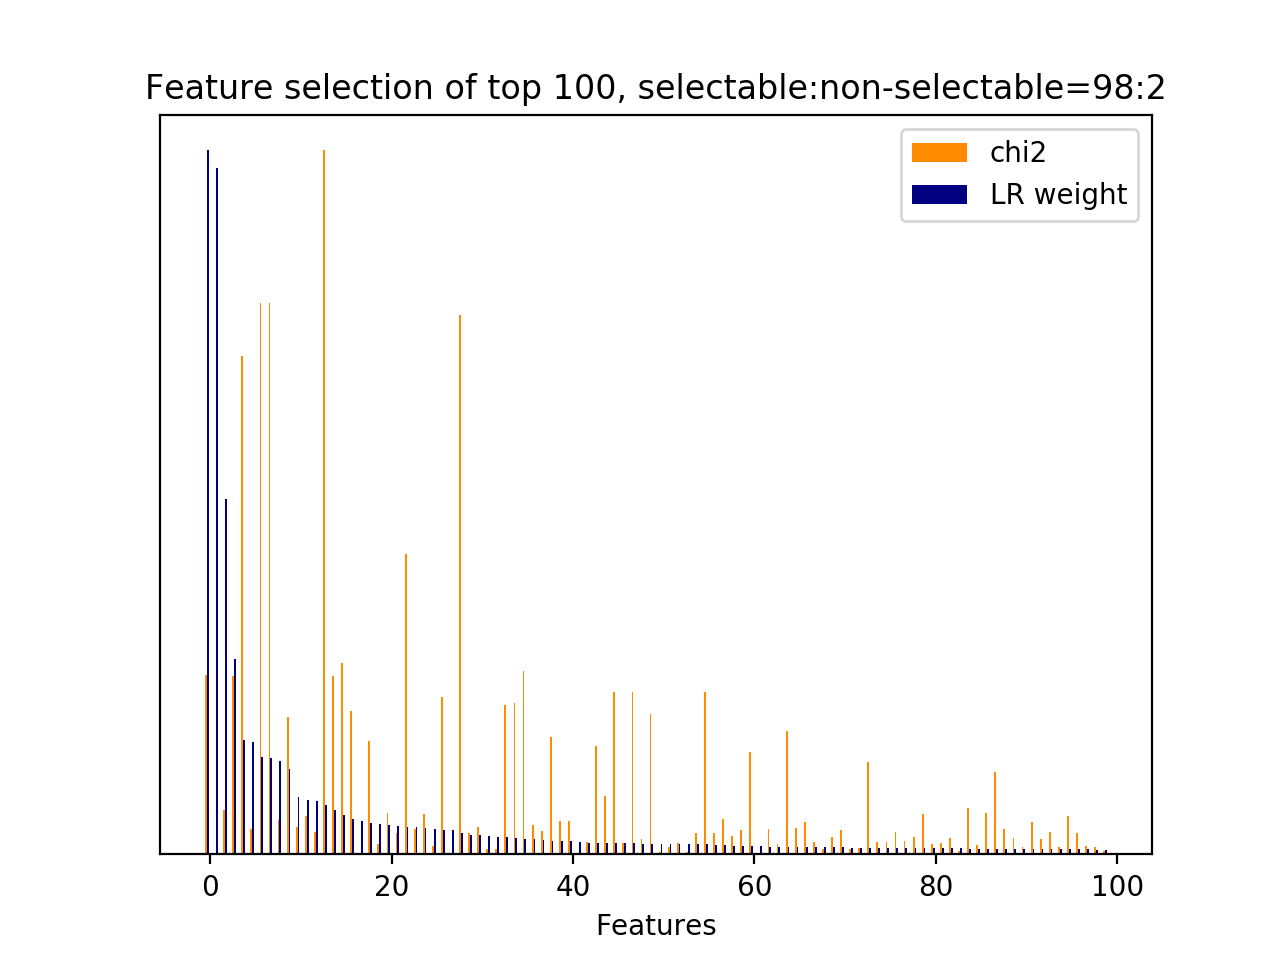 Feature selection of top 100, selectable:non-selectable=98:2
chi2
LR weight
0 20 40 60 80 100
Features